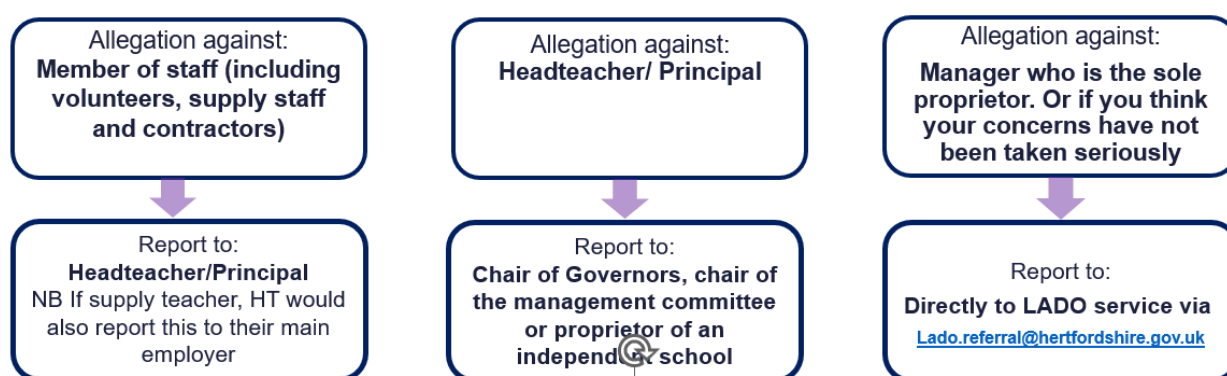 Allegation against:
Member of staff (including
volunteers, supply staff
and contractors)
Report to:
Headteacher/Principal
NB If supply teacher, HT would
also report this to their main
employer
Allegation against:
Headteacher/ Principal
Report to:
Chair of Governors, chair of
the management committee
or proprietor of an
independent school
Allegation against:
Manager who is the sole
proprietor. Or if you think
your concerns have not
been taken seriously
Report to:
Directly to LADO service via
Lado.referral@hertfordshire.gov.uk